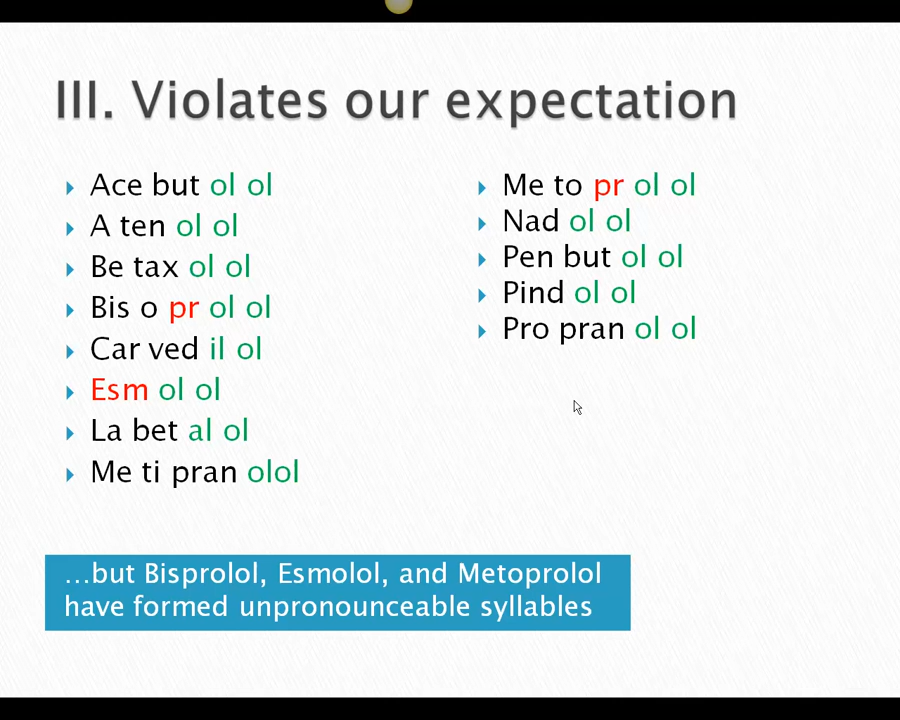 III. Violates our expectation
Ace but ol ol
A ten ol ol
Be tax ol ol
Bis o pr ol ol
Car ved il ol
Esm ol ol
La bet al ol
Me ti pran olol
Me to pr ol ol
Nad ol ol
Pen but ol ol
Pind ol ol
Pro pran ol ol
…but Bisprolol, Esmolol, and Metoprolol
have formed unpronounceable syllables